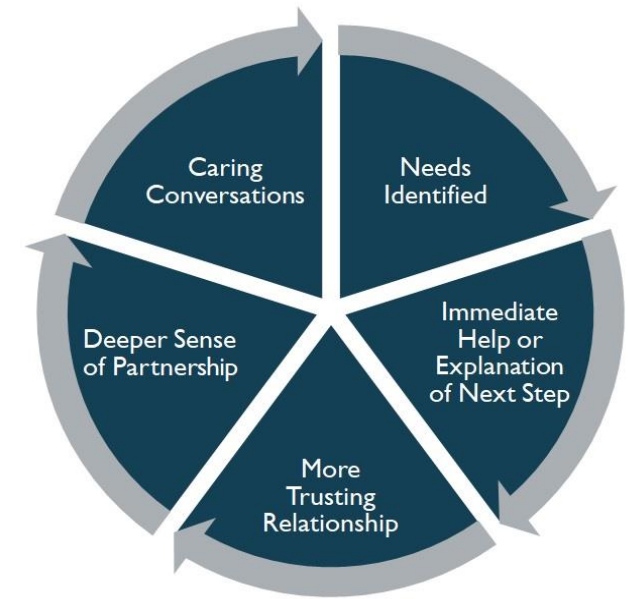 Caring
Conversations
Needs
Identified
Immediate
Help or
Explanation
of Next Step
More
Trusting
Relationship
Deeper Sense
of Partnership